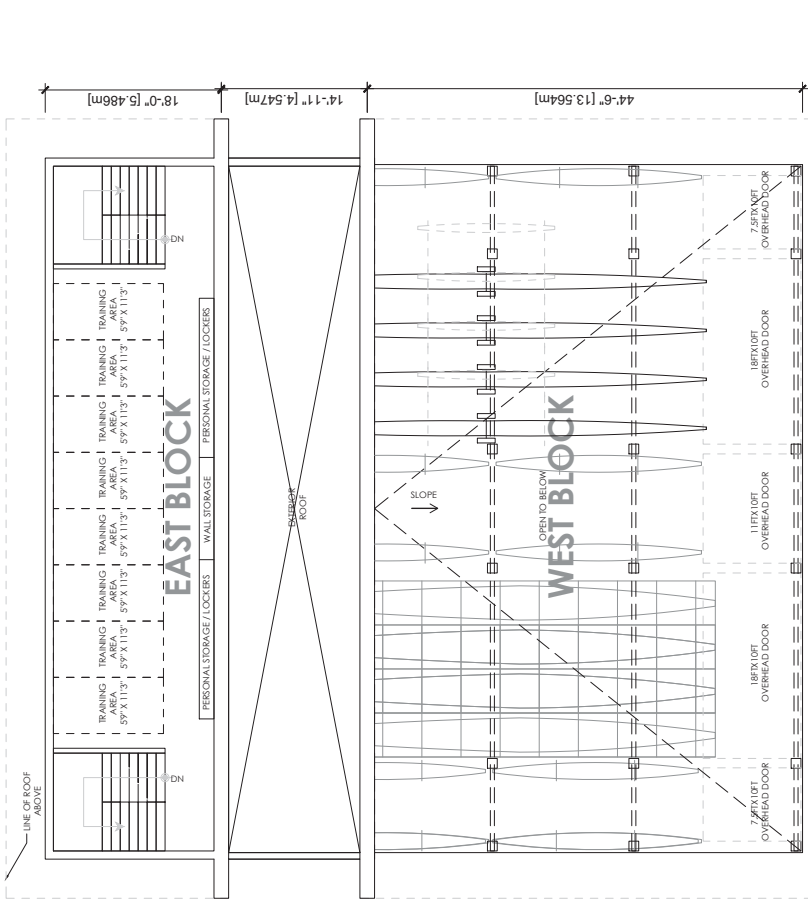 18'-0" [5.486m]
14'-11" [4.547m]
44'-6" [13.564m]
DN
TRAINING
AREA
5'9" X 11'3"
TRAINING
AREA
5'9" X 11'3"
TRAINING
AREA
5'9" X 11'3"
TRAINING
AREA
5'9" X 11'3"
TRAINING
AREA
5'9" X 11'3"
TRAINING
AREA
5'9" X 11'3"
TRAINING
AREA
5'9" X 11'3"
TRAINING
AREA
5'9" X 11'3"
DN
LINE OF ROOF
ABOVE
EAST BLOCK
PERSONAL STORAGE / LOCKERS
WALL STORAGE
PERSONAL STORAGE / LOCKERS
EXTERIOR
ROOF
SLOPE
OPEN TO BELOW
WEST BLOCK
7.5FTX10FT
OVERHEAD DOOR
18FTX10FT
OVERHEAD DOOR
11FTX10FT
OVERHEAD DOOR
18FTX10FT
OVERHEAD DOOR
7.5FTX10FT
OVERHEAD DOOR